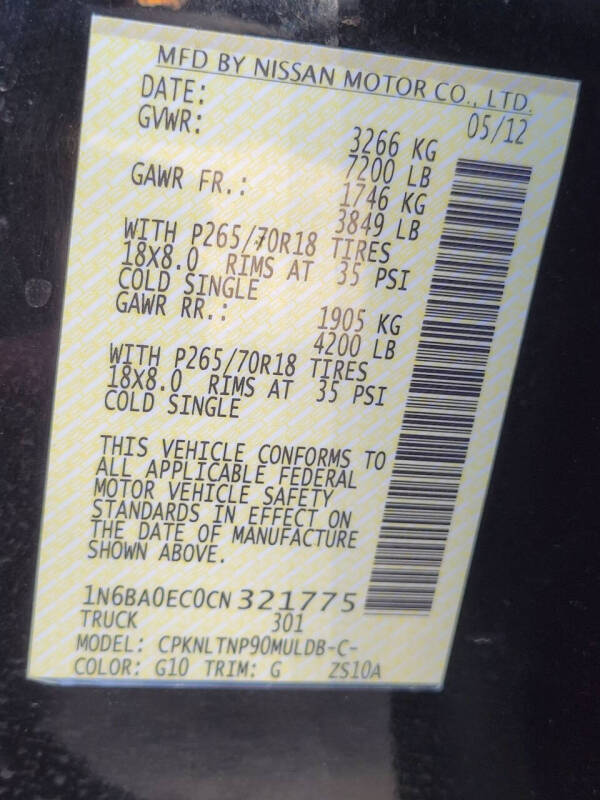 MFD BY NISSAN MOTOR CO., LTD.
DATE: 05/12
GVWR: 3266 KG
7200 LB
GAWR FR.: 1746 KG
3849 LB
WITH P265/70R18 TIRES
18X8.0 RIMS AT 35 PSI
COLD SINGLE
GAWR RR.: 1905 KG
4200 LB
WITH P265/70R18 TIRES
18X8.0 RIMS AT 35 PSI
COLD SINGLE
THIS VEHICLE CONFORMS TO
ALL APPLICABLE FEDERAL
MOTOR VEHICLE SAFETY
STANDARDS IN EFFECT ON
THE DATE OF MANUFACTURE
SHOWN ABOVE.
1N6BA0EC0CN 321775
TRUCK 301
MODEL: CPKNLTNP90MULDB-C-
COLOR: G10 TRIM: G ZS10A